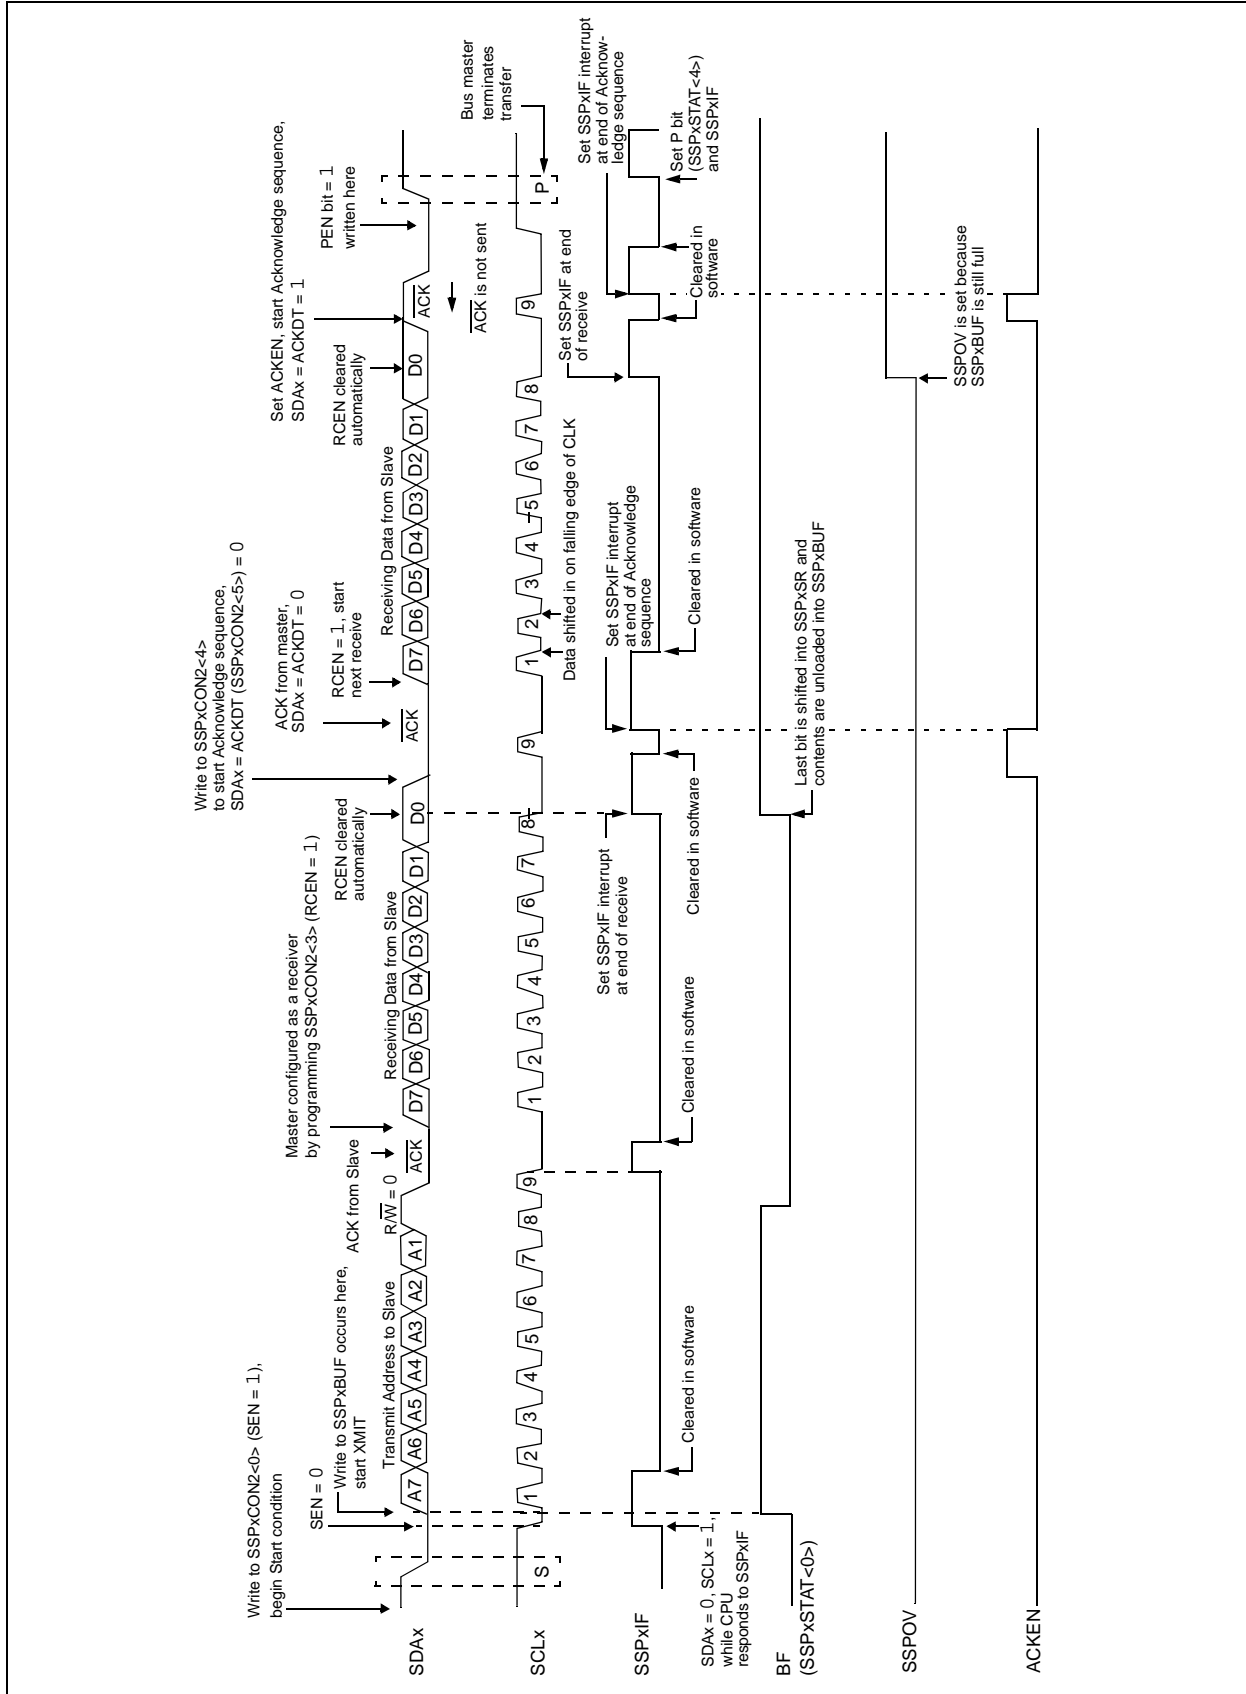 Write to SSPxCON2<0> (SEN = 1),
begin Start condition
SEN = 0
Write to SSPxBUF occurs here,
start XMIT
Transmit Address to Slave
R/W = 0
ACK from Slave
Master configured as a receiver
by programming SSPxCON2<3> (RCEN = 1)
Receiving Data from Slave
RCEN cleared
automatically
Write to SSPxCON2<4>
to start Acknowledge sequence,
SDAx = ACKDT (SSPxCON2<5>) = 0
ACK from master,
SDAx = ACKDT = 0
RCEN = 1, start
next receive
Receiving Data from Slave
RCEN cleared
automatically
Set ACKEN, start Acknowledge sequence,
SDAx = ACKDT = 1
PEN bit = 1
written here
SDAx
A7 A6 A5 A4 A3 A2 A1
ACK
D7 D6 D5 D4 D3 D2 D1 D0
ACK
D7 D6 D5 D4 D3 D2 D1 D0
ACK
ACK is not sent
Bus master
terminates
transfer
SCLx
S
1 2 3 4 5 6 7 8 9
1 2 3 4 5 6 7 8 9
1 2 3 4 5 6 7 8 9
P
Data shifted in on falling edge of CLK
Set SSPxIF at end
of receive
Set SSPxIF interrupt
at end of Acknow-
ledge sequence
Set SSPxIF interrupt
at end of receive
Set SSPxIF interrupt
at end of Acknowledge
sequence
SSPxIF
Cleared in software
Cleared in software
Cleared in software
Cleared in software
Cleared in
software
Set P bit
(SSPxSTAT<4>)
and SSPxIF
SDAx = 0, SCLx = 1,
while CPU
responds to SSPxIF
BF
(SSPxSTAT<0>)
Last bit is shifted into SSPxSR and
contents are unloaded into SSPxBUF
SSPOV
SSPOV is set because
SSPxBUF is still full
ACKEN